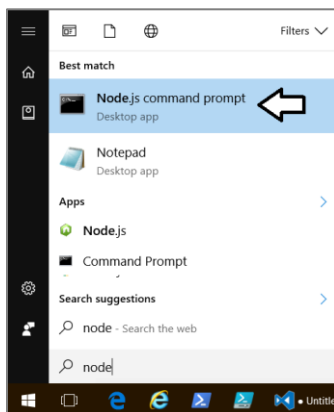 Filters
Best match
Node.js command prompt
Desktop app
Notepad
Desktop app
Apps
Node.js
Command Prompt
Search suggestions
node - Search the web
node
Untitle